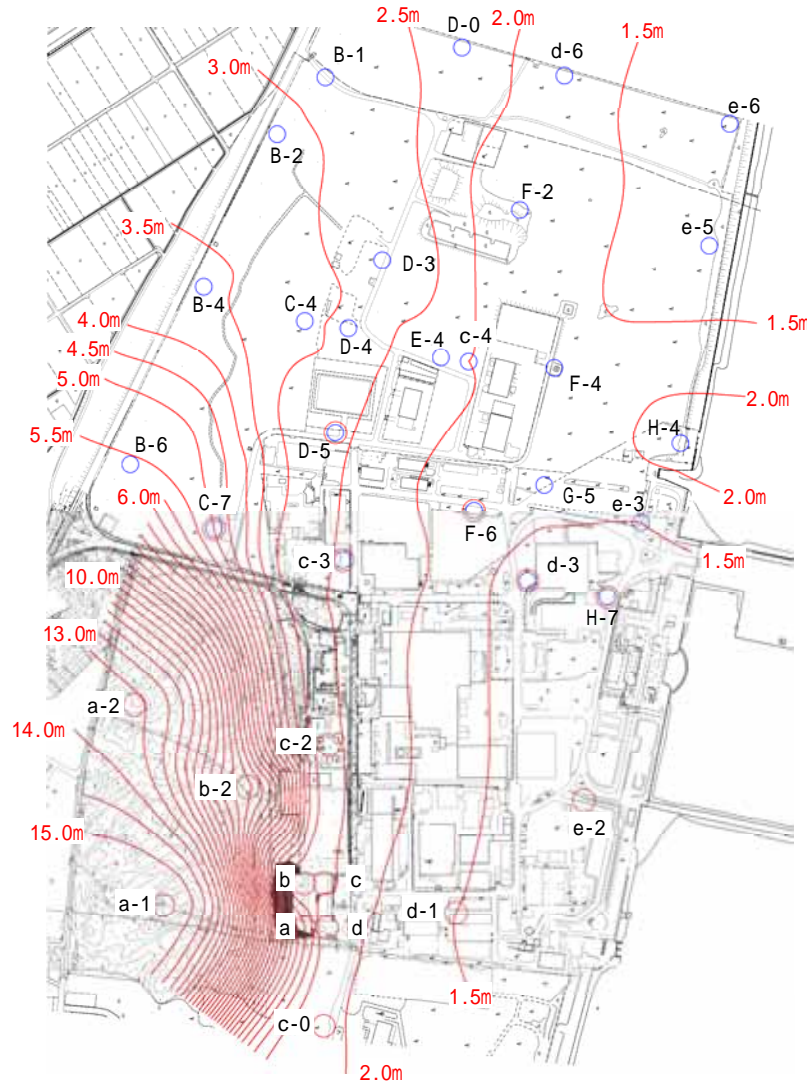 2.5m
D-0
2.0m
1.5m
d-6
B-1
3.0m
e-6
B-2
F-2
3.5m
e-5
D-3
B-4
C-4
4.0m
D-4
E-4
c-4
1.5m
4.5m
F-4
5.0m
2.0m
5.5m
H-4
D-5
B-6
G-5
2.0m
6.0m
C-7
e-3
F-6
1.5m
c-3
d-3
10.0m
H-7
13.0m
a-2
14.0m
c-2
b-2
e-2
15.0m
b
c
a-1
d-1
a
d
1.5m
c-0
2.0m